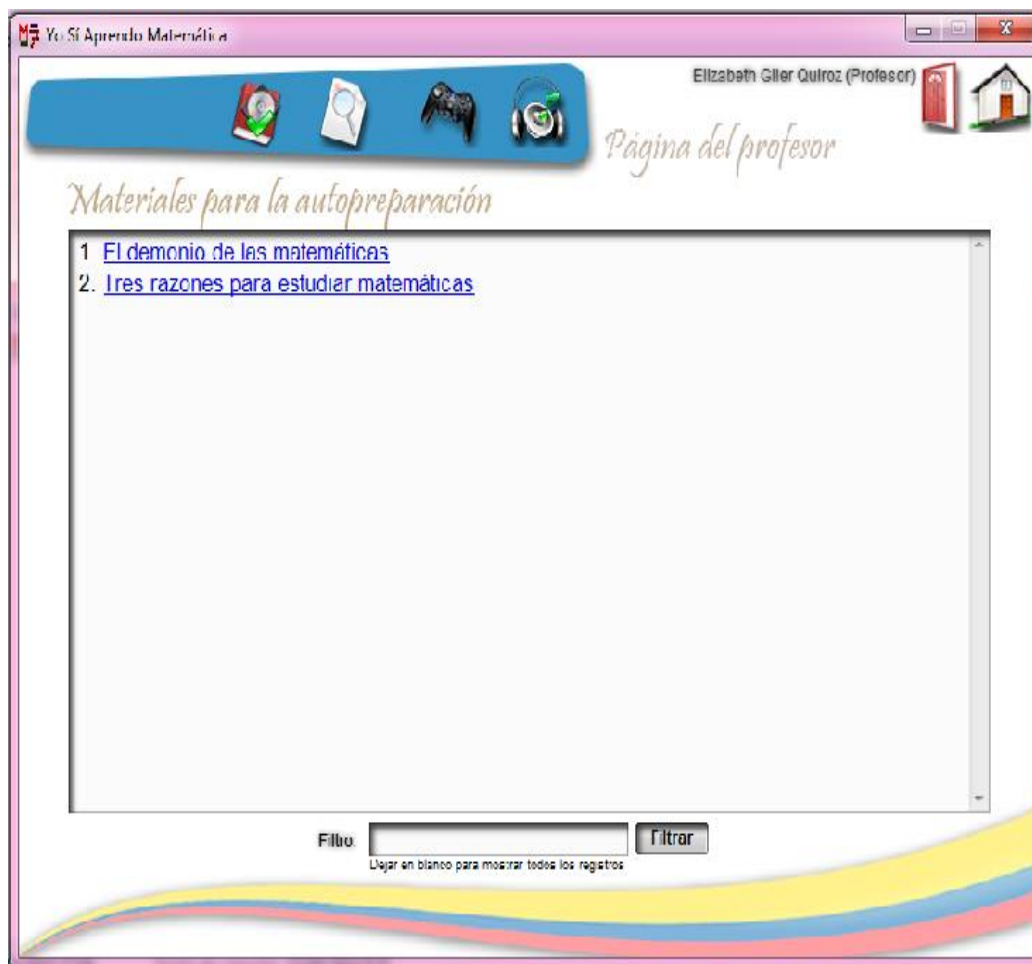 Yo Sí Aprendo Matemática
Elizabeth Giler Quiroz (Profesor)
Página del profesor
Materiales para la autopreparación
1 El demonio de las matemáticas
2. Tres razones para estudiar matemáticas
Filtro:
Filtrar
Dejar en blanco para mostrar todos los registros